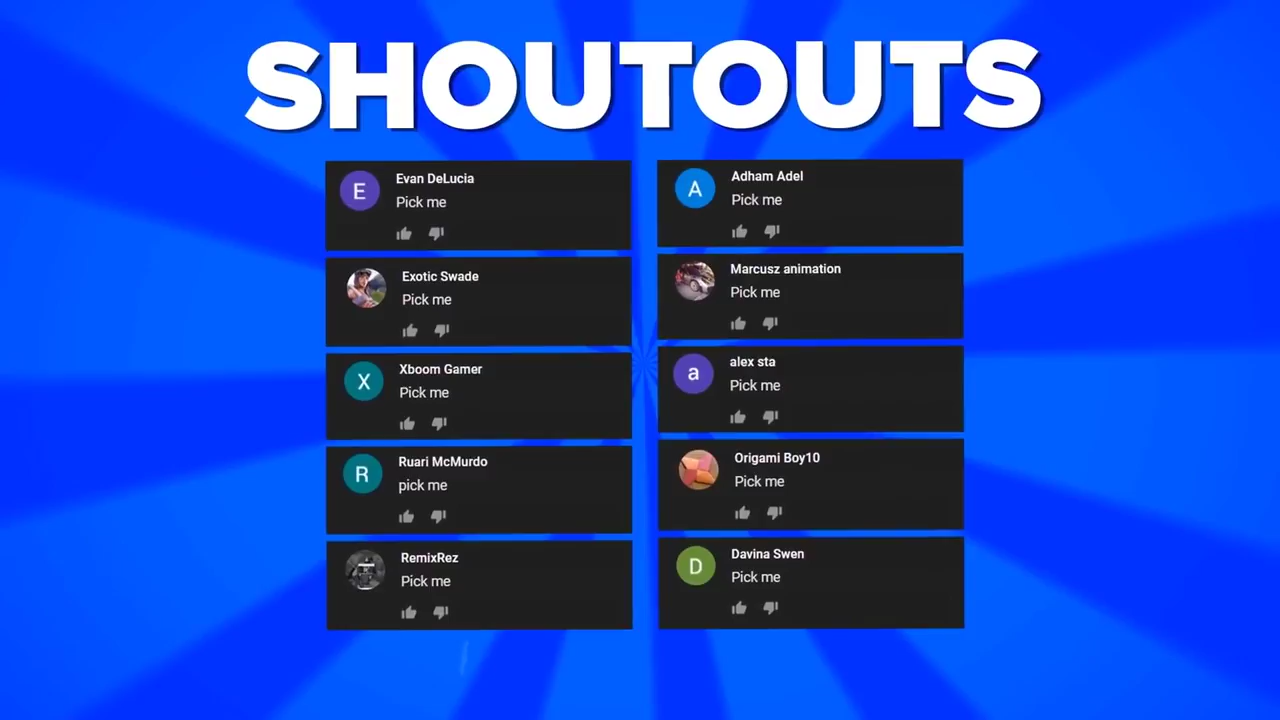 SHOUTOUTS
E
Evan DeLucia
Pick me
Exotic Swade
Pick me
X
Xboom Gamer
Pick me
R
Ruari McMurdo
pick me
RemixRez
Pick me
A
Adham Adel
Pick me
Marcusz animation
Pick me
a
alex sta
Pick me
Origami Boy10
Pick me
D
Davina Swen
Pick me